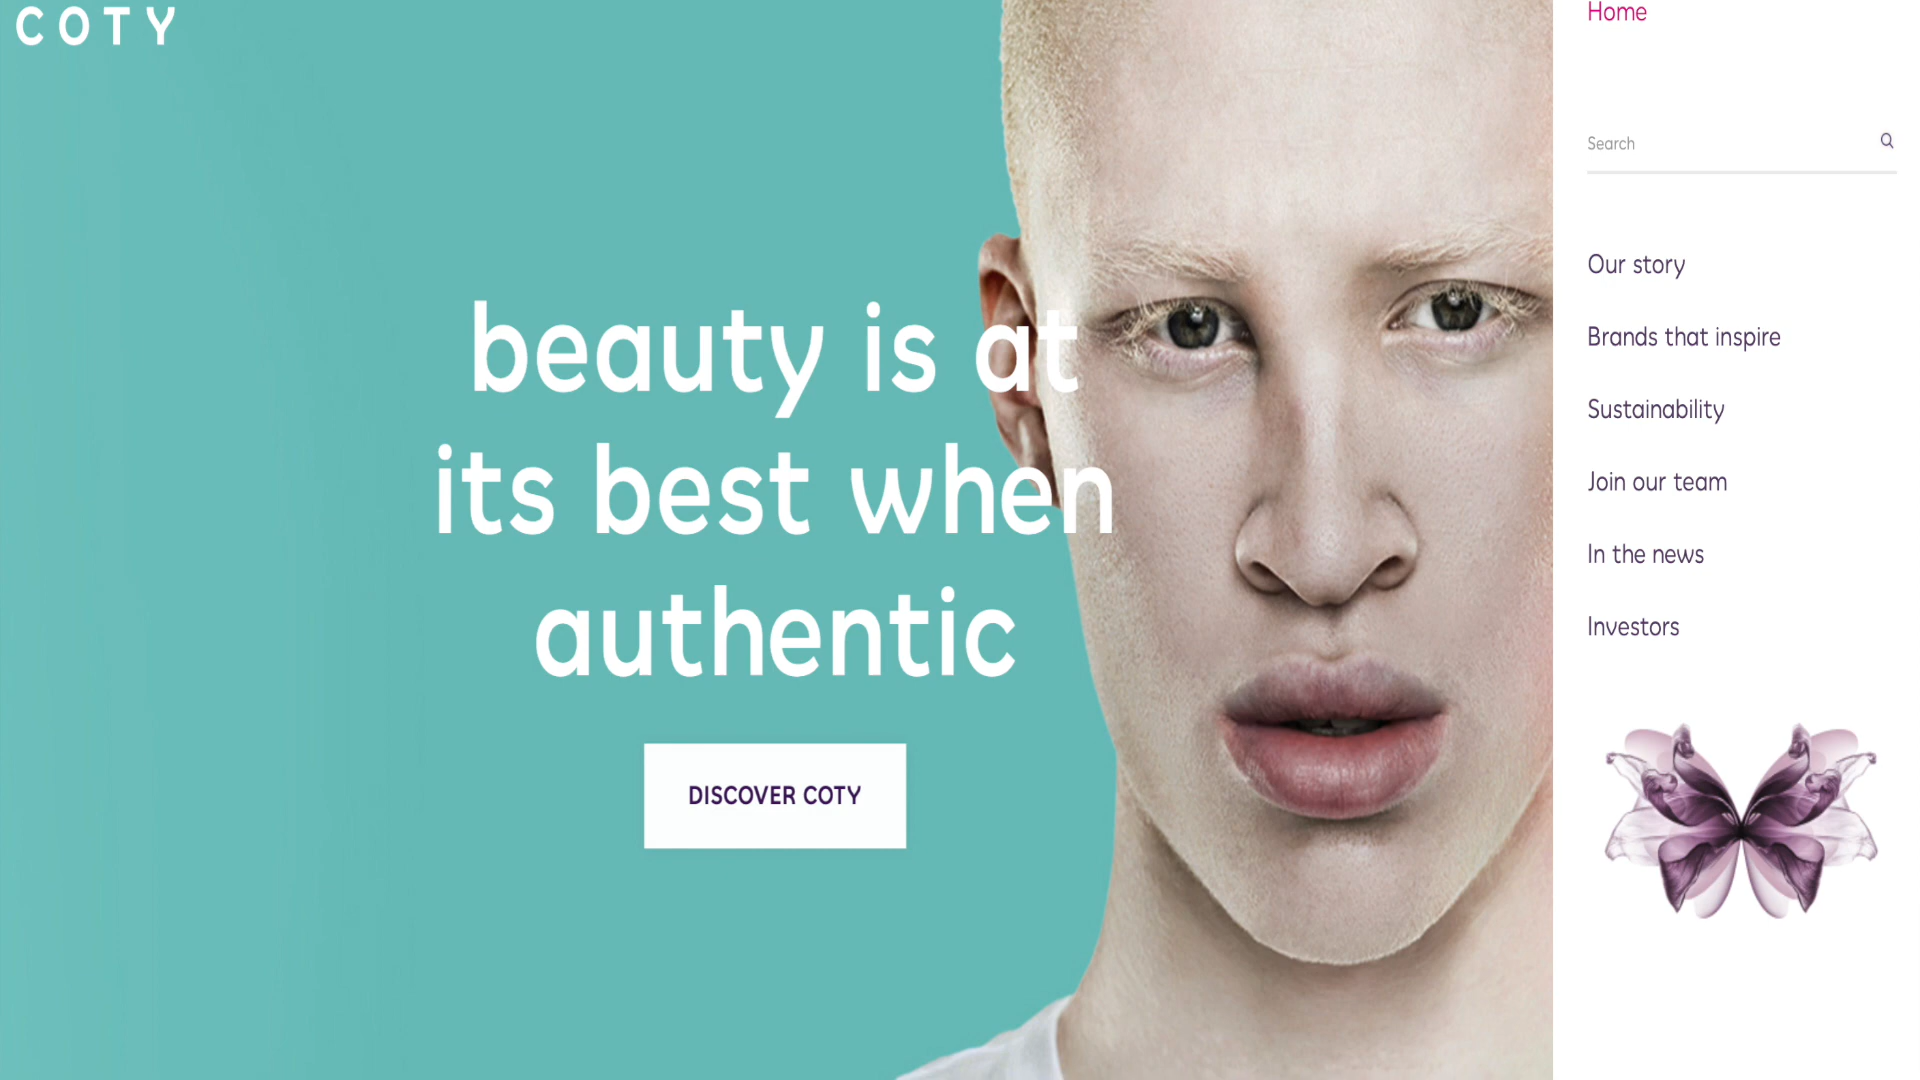 COTY
beauty is at
its best when
authentic
DISCOVER COTY
Home
Search
Our story
Brands that inspire
Sustainability
Join our team
In the news
Investors